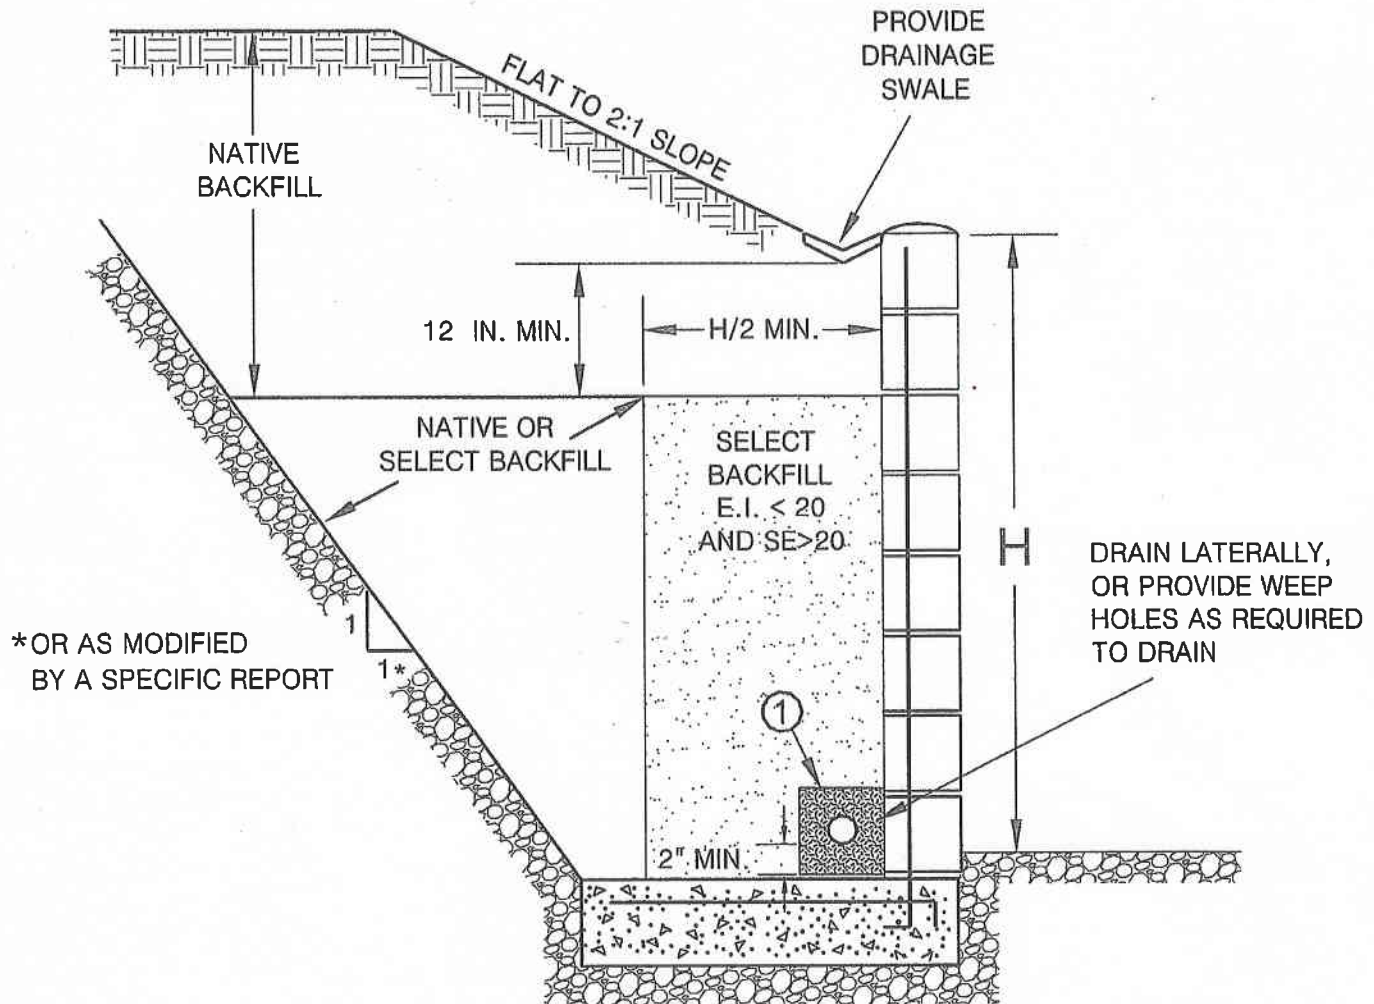 PROVIDE
DRAINAGE
SWALE
FLAT TO 2:1 SLOPE
NATIVE
BACKFILL
12 IN. MIN.
H/2 MIN.
NATIVE OR
SELECT BACKFILL
SELECT
BACKFILL
E.I. < 20
AND SE>20
H
DRAIN LATERALLY,
OR PROVIDE WEEP
HOLES AS REQUIRED
TO DRAIN
1
1*
*OR AS MODIFIED
BY A SPECIFIC REPORT
1
2" MIN.